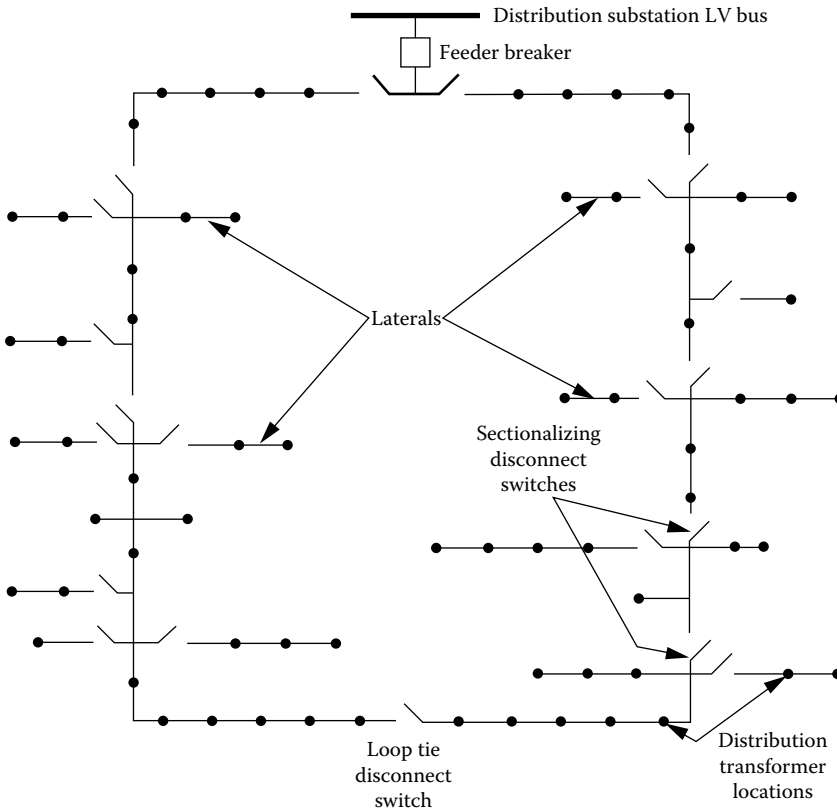 Distribution substation LV bus
Feeder breaker
Laterals
Sectionalizing
disconnect
switches
Loop tie
disconnect
switch
Distribution
transformer
locations